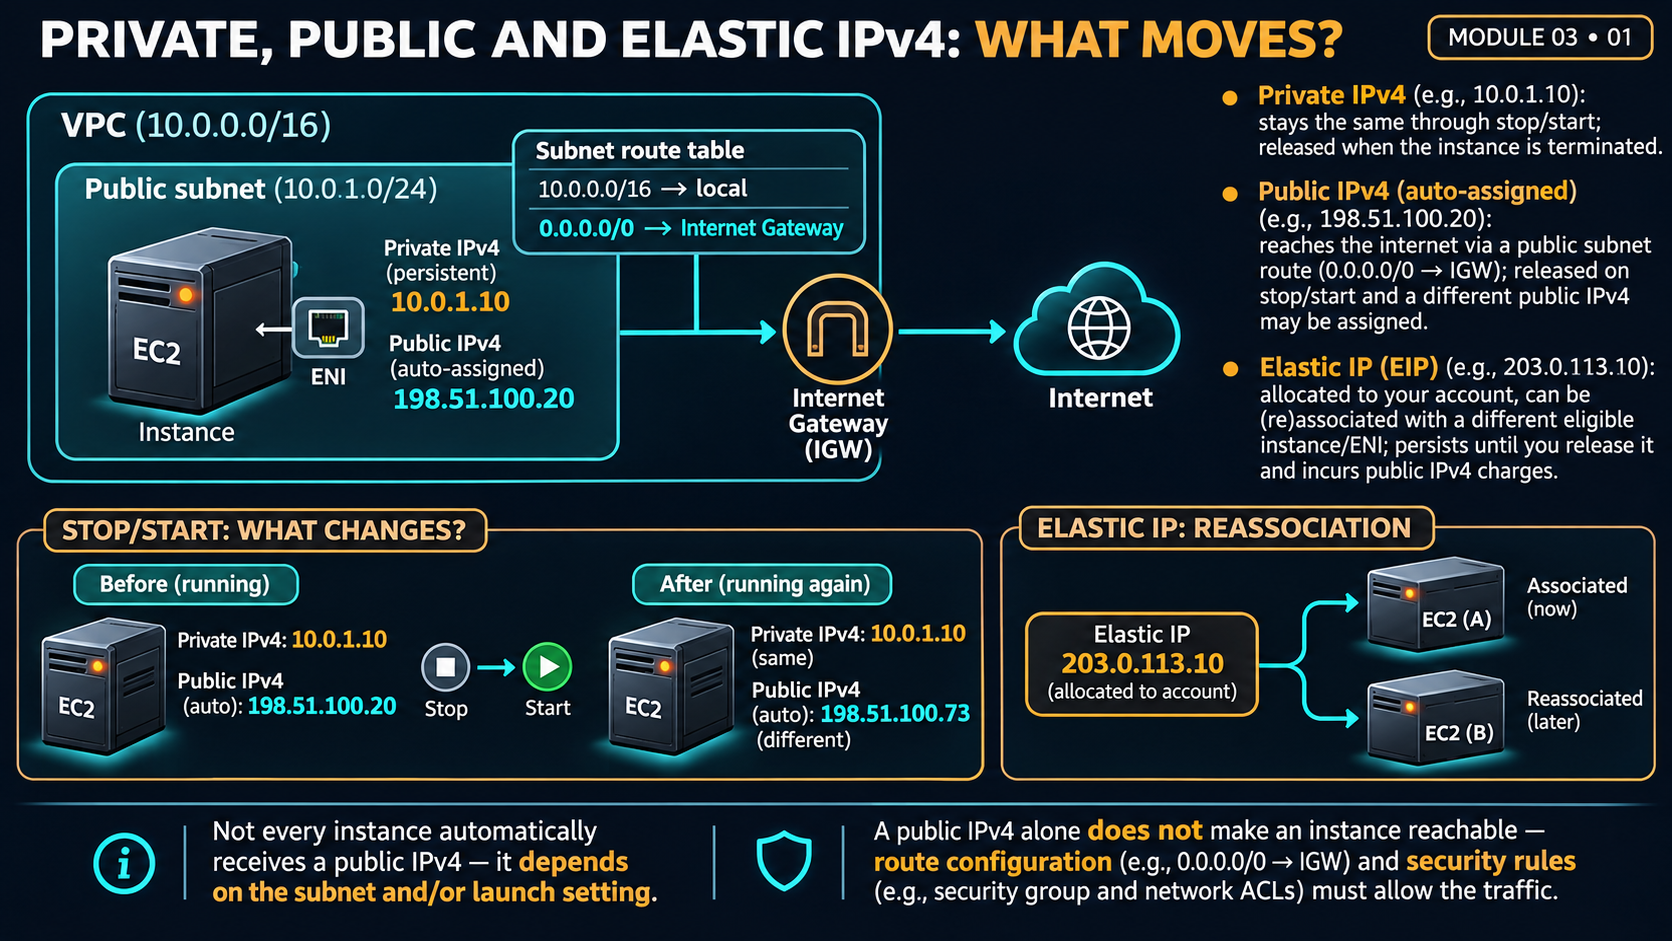 PRIVATE, PUBLIC AND ELASTIC IPv4: WHAT MOVES?
MODULE 03 • 01
VPC (10.0.0.0/16)
Public subnet (10.0.1.0/24)
Subnet route table
10.0.0.0/16 → local
0.0.0.0/0 → Internet Gateway
EC2
Instance
ENI
Private IPv4
(persistent)
10.0.1.10
Public IPv4
(auto-assigned)
198.51.100.20
Internet
Gateway
(IGW)
Internet
• Private IPv4 (e.g., 10.0.1.10):
stays the same through stop/start;
released when the instance is terminated.
• Public IPv4 (auto-assigned)
(e.g., 198.51.100.20):
reaches the internet via a public subnet
route (0.0.0.0/0 → IGW); released on
stop/start and a different public IPv4
may be assigned.
• Elastic IP (EIP) (e.g., 203.0.113.10):
allocated to your account, can be
(re)associated with a different eligible
instance/ENI; persists until you release it
and incurs public IPv4 charges.
STOP/START: WHAT CHANGES?
Before (running)
EC2
Private IPv4: 10.0.1.10
Public IPv4
(auto): 198.51.100.20
Stop
Start
After (running again)
EC2
Private IPv4: 10.0.1.10
(same)
Public IPv4
(auto): 198.51.100.73
(different)
ELASTIC IP: REASSOCIATION
Elastic IP
203.0.113.10
(allocated to account)
EC2 (A)
Associated
(now)
EC2 (B)
Reassociated
(later)
i
Not every instance automatically
receives a public IPv4 — it depends
on the subnet and/or launch setting.
A public IPv4 alone does not make an instance reachable —
route configuration (e.g., 0.0.0.0/0 → IGW) and security rules
(e.g., security group and network ACLs) must allow the traffic.